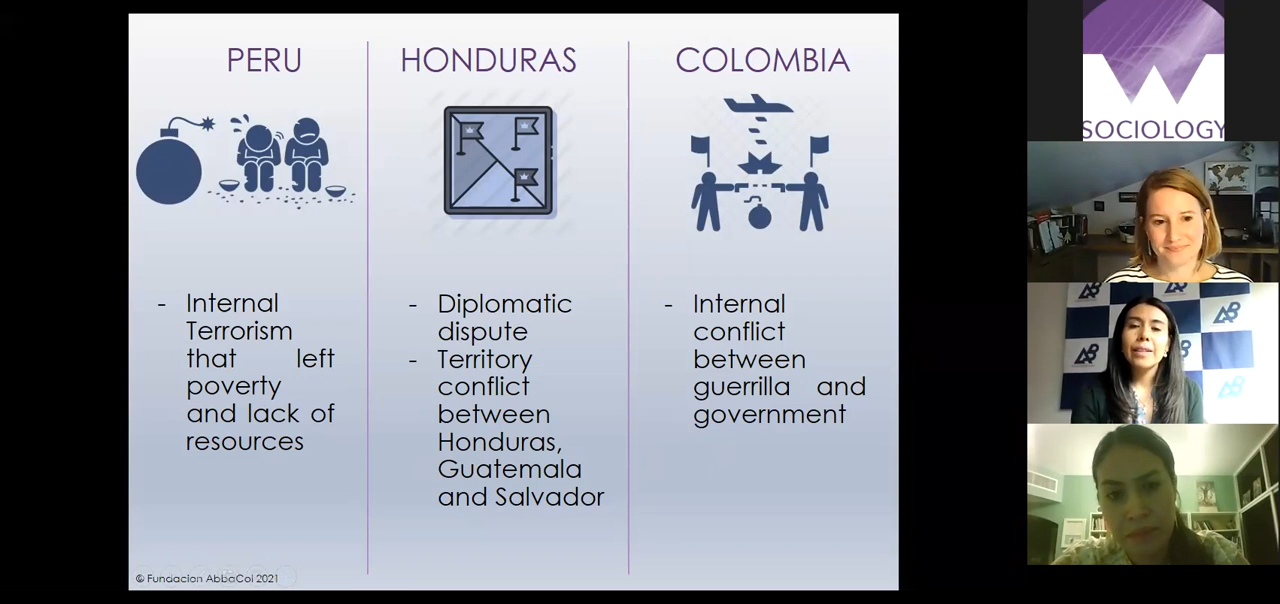 PERU
- Internal
Terrorism
that left
poverty
and lack of
resources
HONDURAS
- Diplomatic
dispute
- Territory
conflict
between
Honduras,
Guatemala
and Salvador
COLOMBIA
- Internal
conflict
between
guerrilla and
government
© Fundacion AbbaCol 2021
W
SOCIOLOGY